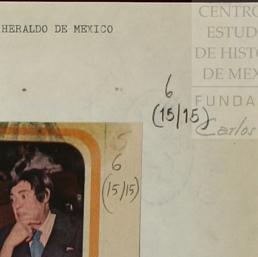 CENTRO
ESTUD
DE HISTO
DE MEX
FUNDA
Carlos
HERALDO DE MEXICO
6
(15/15)
6
(15/15)